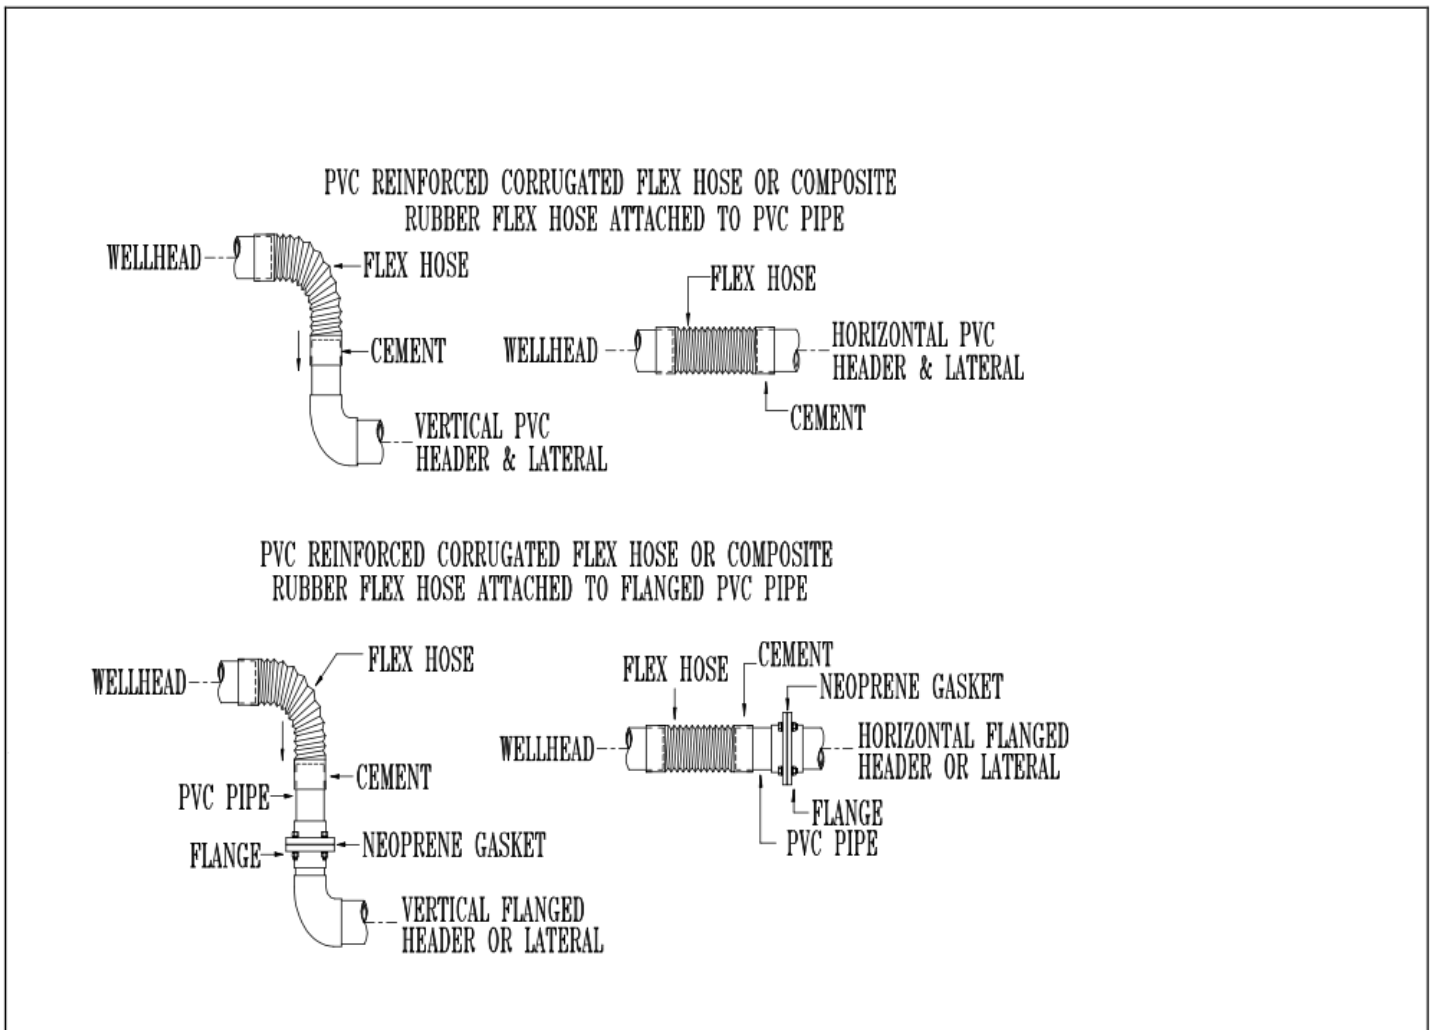 PVC REINFORCED CORRUGATED FLEX HOSE OR COMPOSITE
RUBBER FLEX HOSE ATTACHED TO PVC PIPE
WELLHEAD
FLEX HOSE
CEMENT
VERTICAL PVC
HEADER & LATERAL
FLEX HOSE
WELLHEAD
HORIZONTAL PVC
HEADER & LATERAL
CEMENT
PVC REINFORCED CORRUGATED FLEX HOSE OR COMPOSITE
RUBBER FLEX HOSE ATTACHED TO FLANGED PVC PIPE
WELLHEAD
FLEX HOSE
CEMENT
PVC PIPE
NEOPRENE GASKET
FLANGE
VERTICAL FLANGED
HEADER OR LATERAL
FLEX HOSE
CEMENT
NEOPRENE GASKET
WELLHEAD
HORIZONTAL FLANGED
HEADER OR LATERAL
FLANGE
PVC PIPE